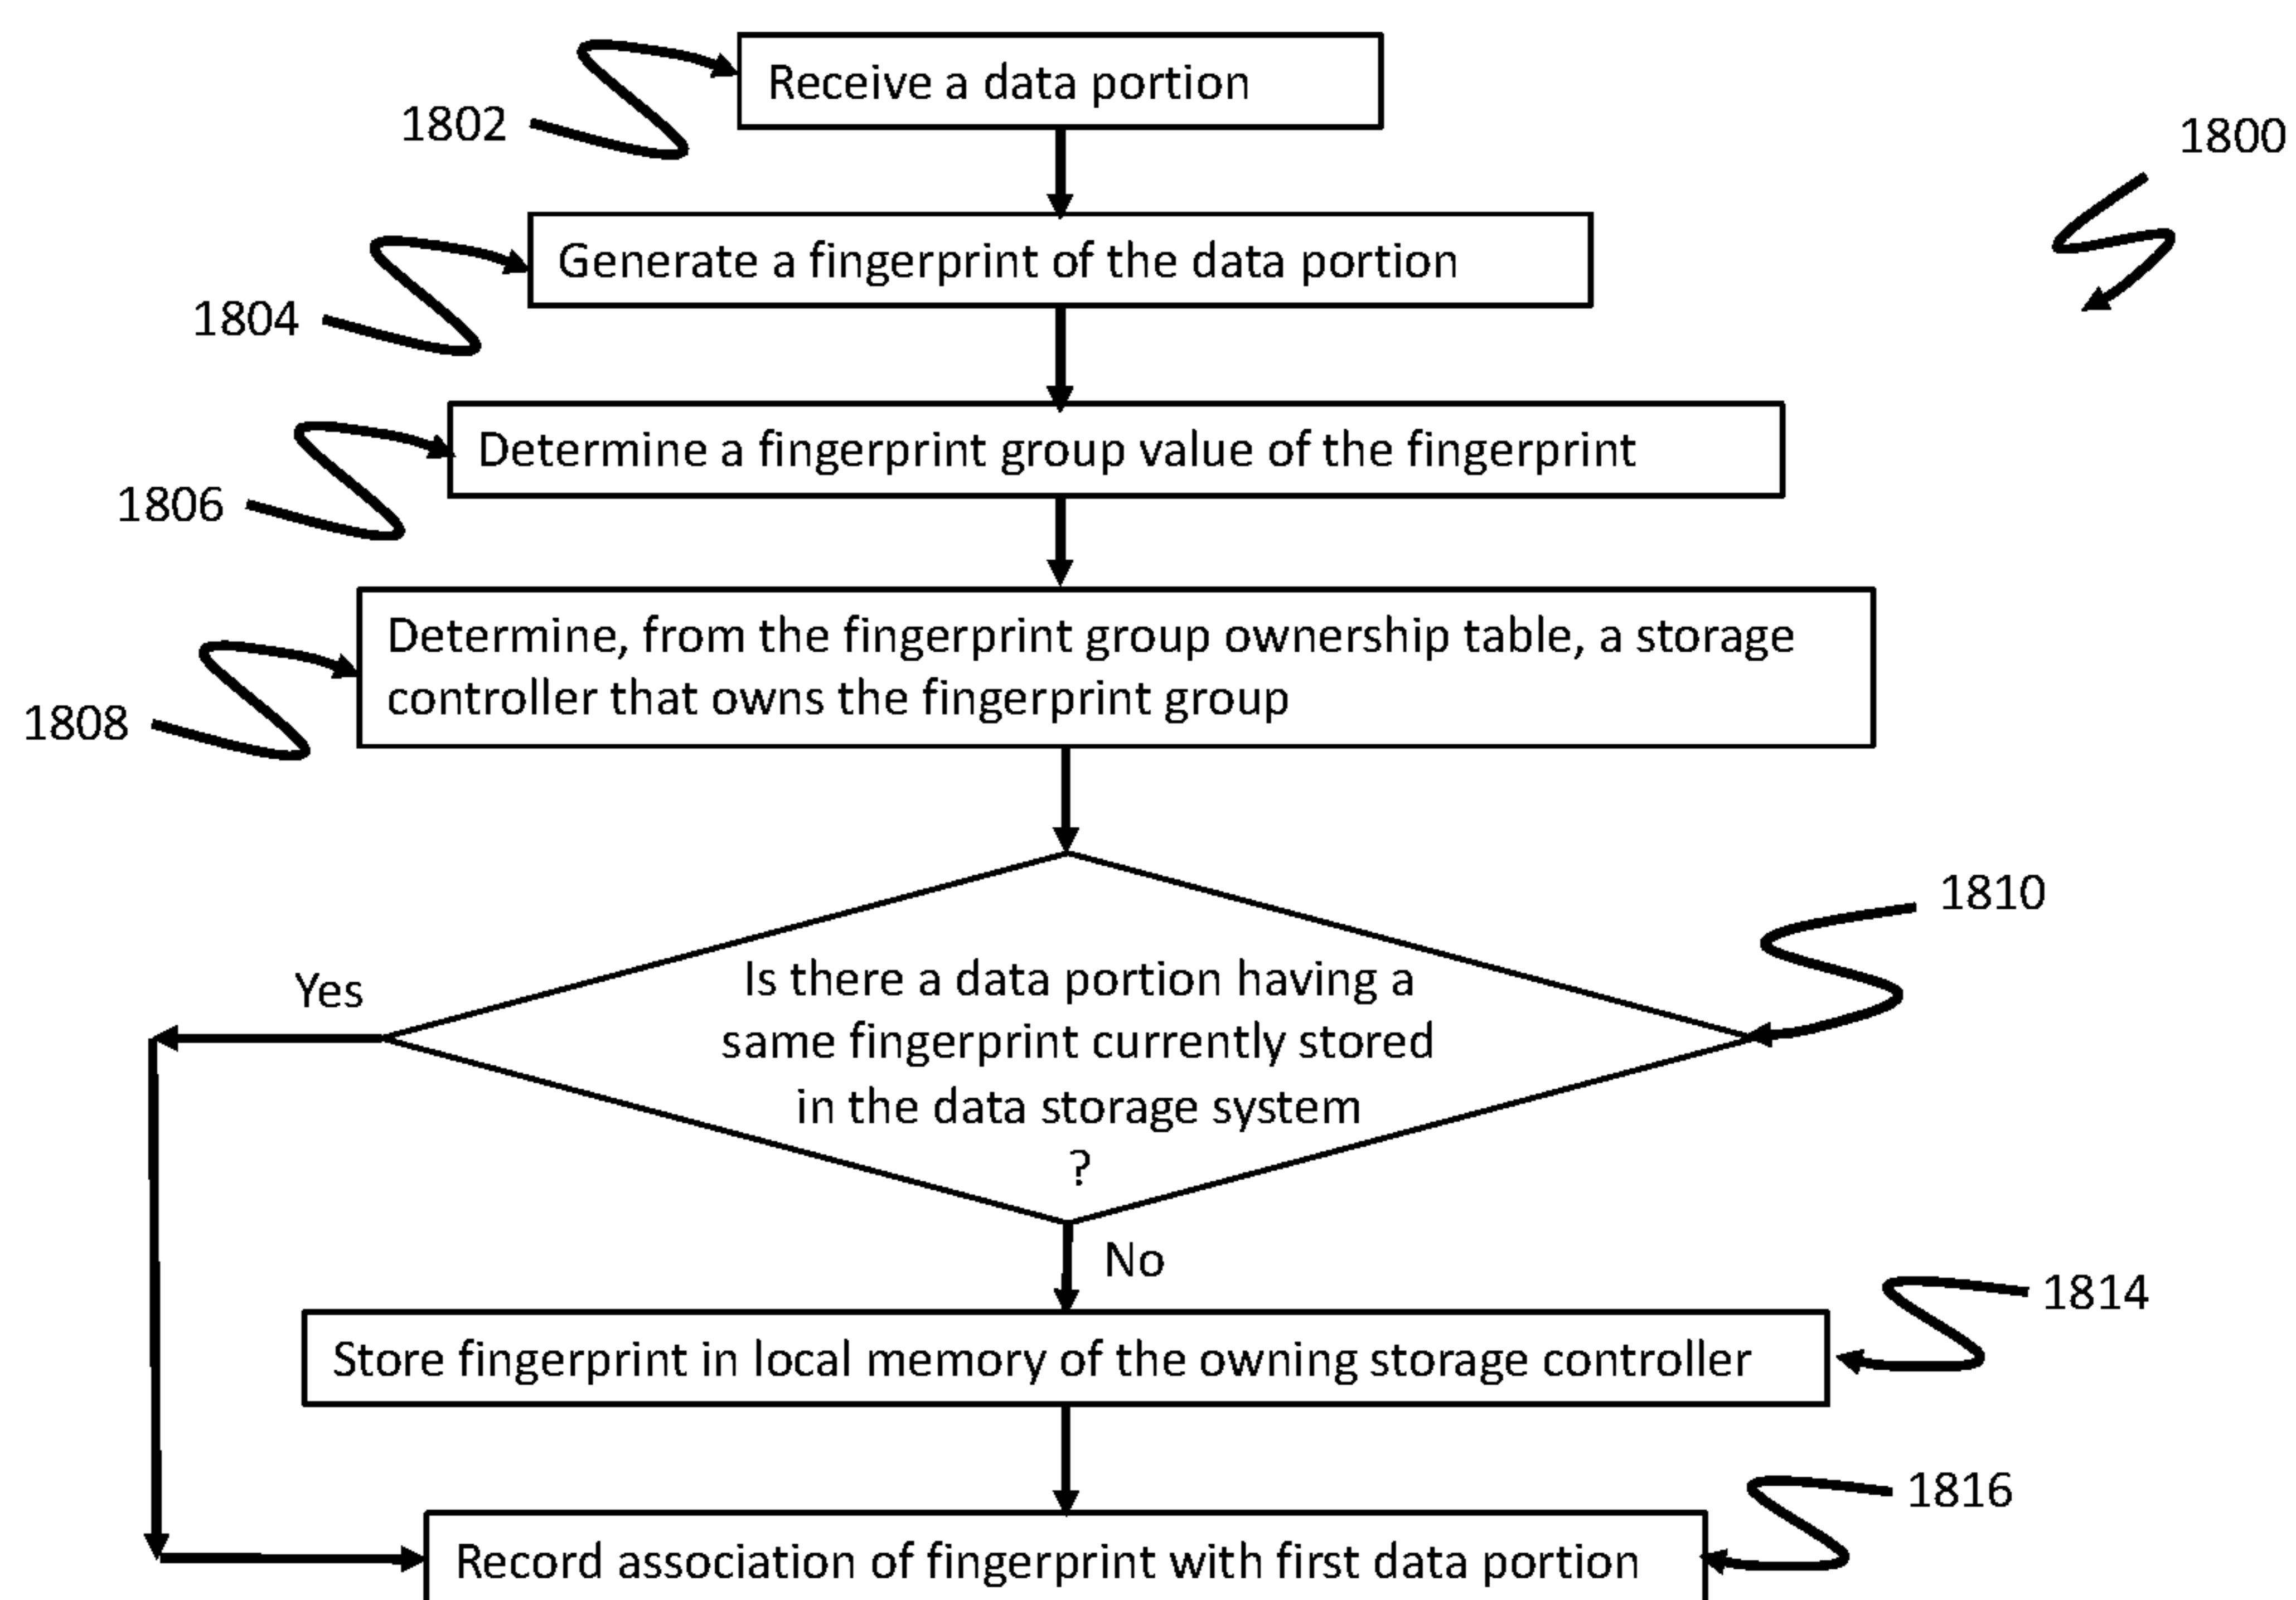 Receive a data portion
1802
1800
Generate a fingerprint of the data portion
1804
Determine a fingerprint group value of the fingerprint
1806
Determine, from the fingerprint group ownership table, a storage
controller that owns the fingerprint group
1808
1810
Yes
Is there a data portion having a
same fingerprint currently stored
in the data storage system
?
No
1814
Store fingerprint in local memory of the owning storage controller
1816
Record association of fingerprint with first data portion